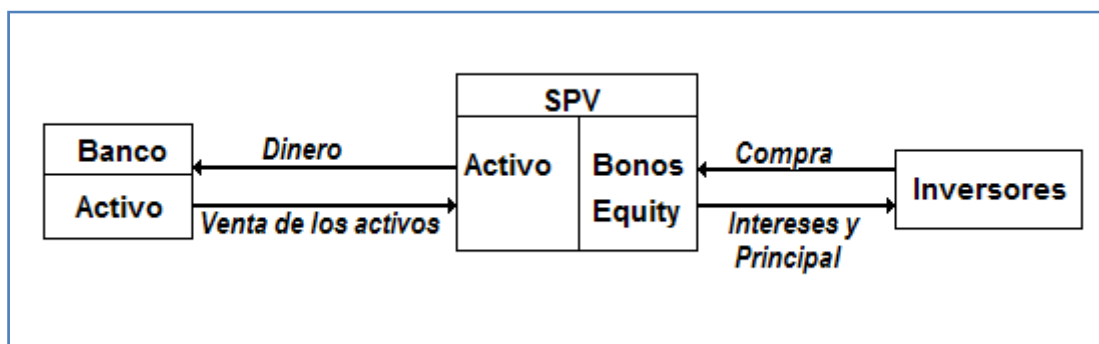 SPV
Banco
Activo
Dinero
Venta de los activos
Activo
Bonos
Equity
Compra
Intereses y
Principal
Inversores